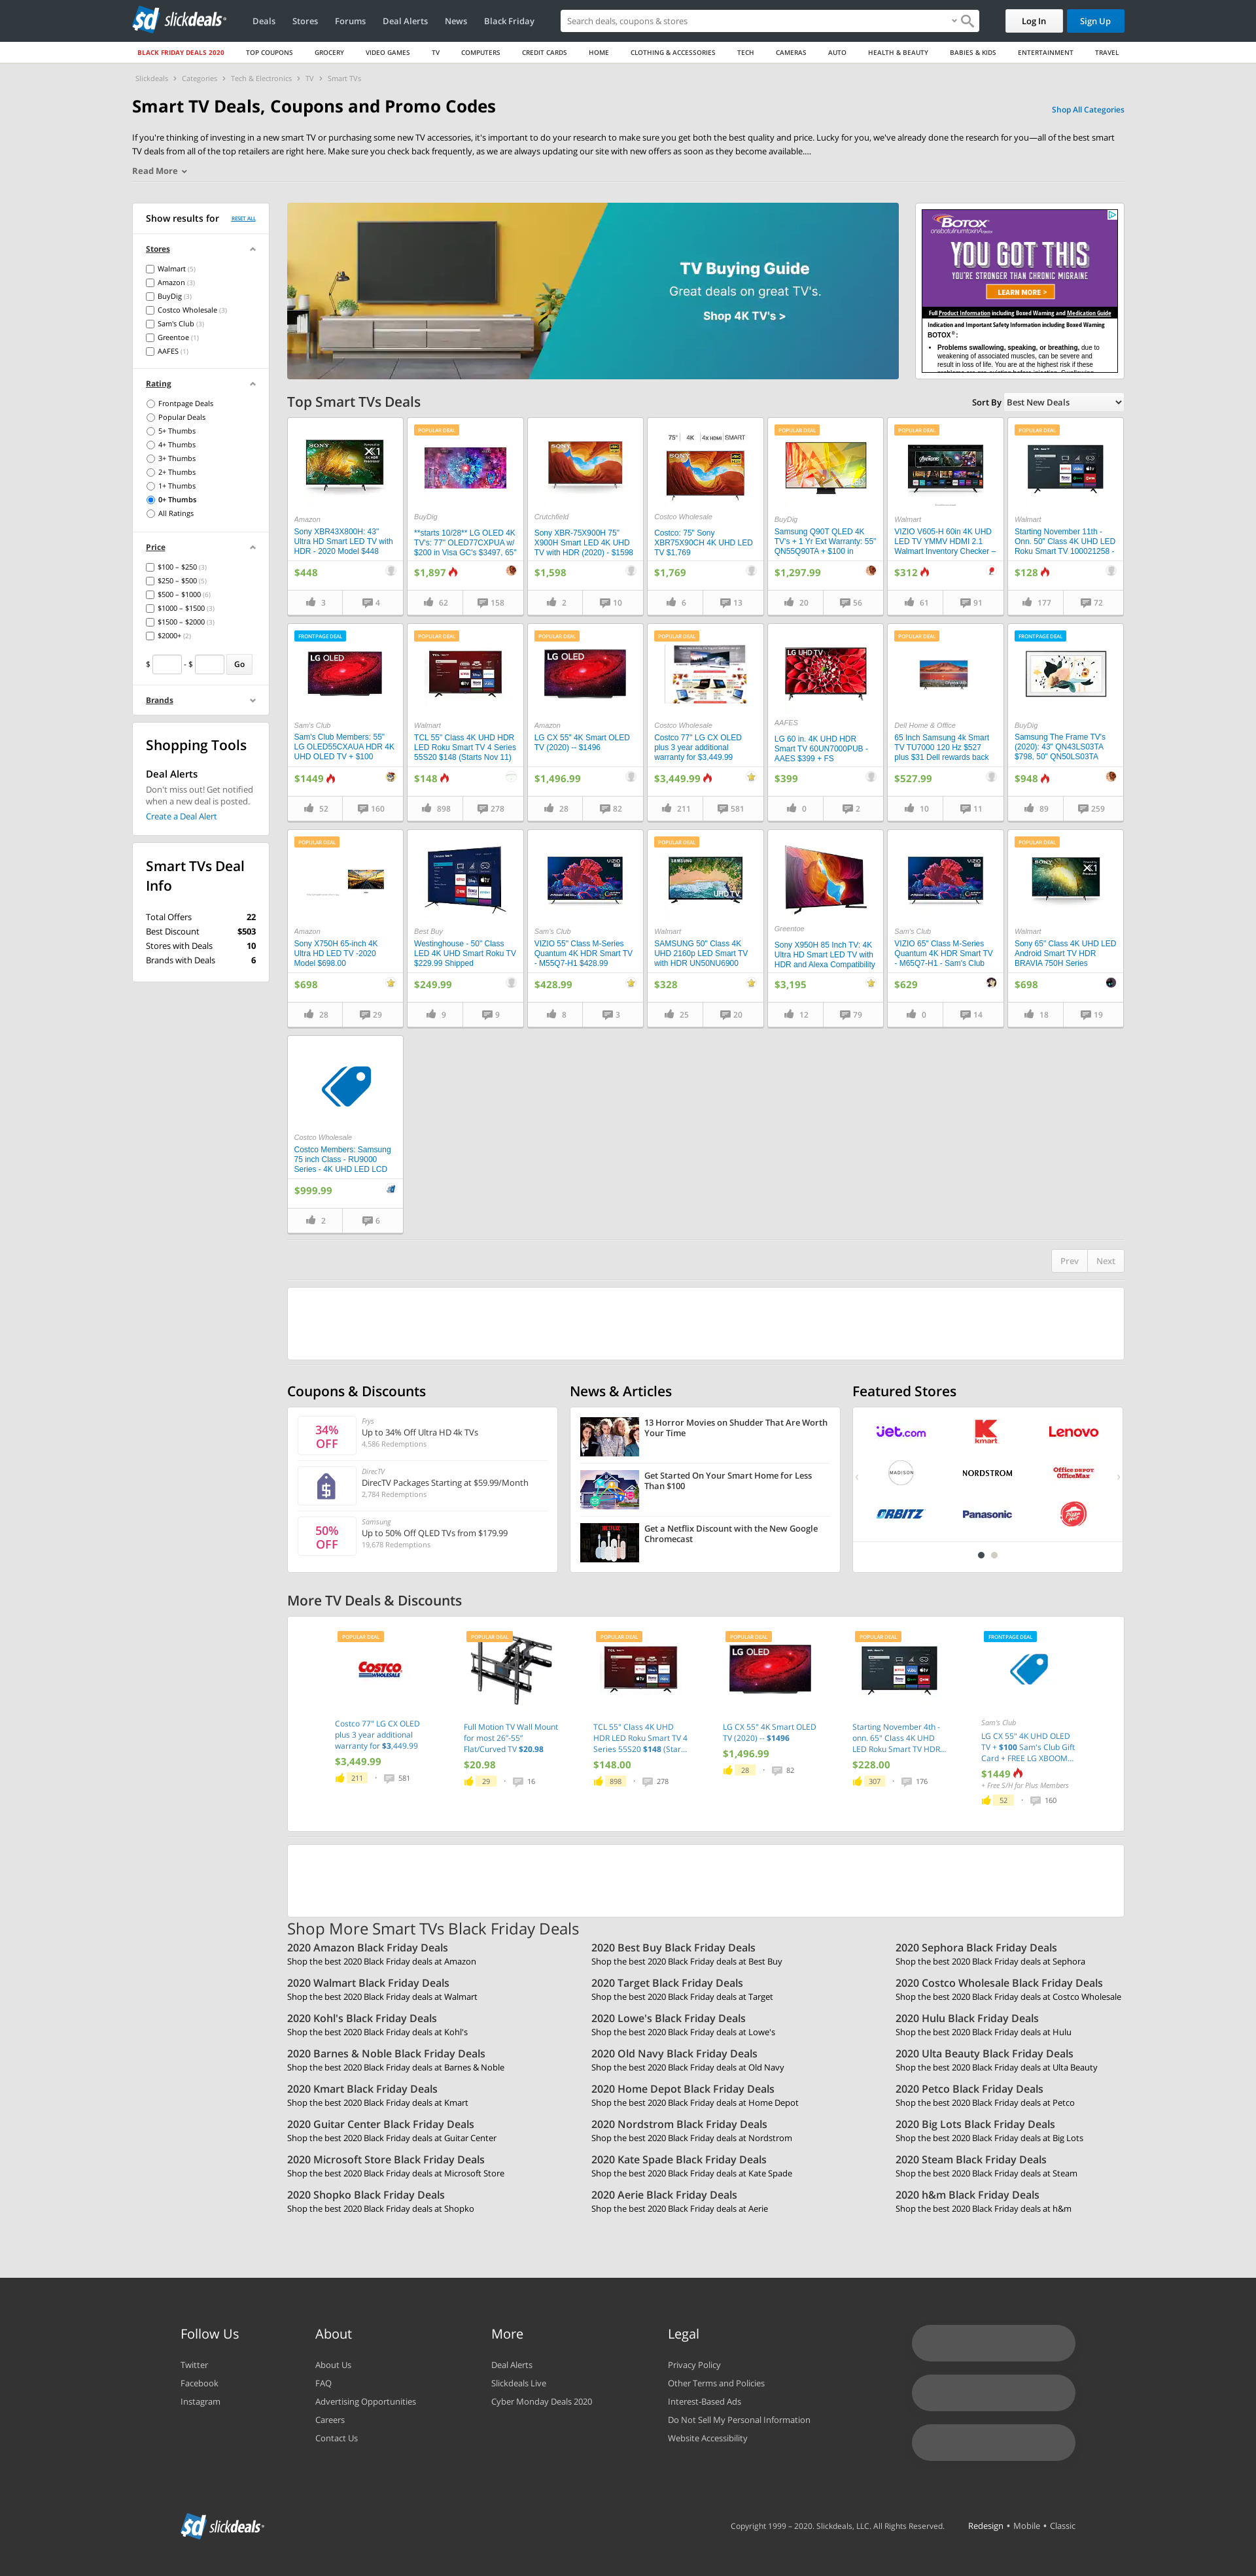 slickdeals
Deals
Stores
Forums
Deal Alerts
News
Black Friday
Search deals, coupons & stores
Log In
Sign Up
BLACK FRIDAY DEALS 2020
TOP COUPONS
GROCERY
VIDEO GAMES
TV
COMPUTERS
CREDIT CARDS
HOME
CLOTHING & ACCESSORIES
TECH
CAMERAS
AUTO
HEALTH & BEAUTY
BABIES & KIDS
ENTERTAINMENT
TRAVEL
Slickdeals › Categories › Tech & Electronics › TV › Smart TVs
Smart TV Deals, Coupons and Promo Codes
Shop All Categories
If you're thinking of investing in a new smart TV or purchasing some new TV accessories, it's important to do your research to make sure you get both the best quality and price. Lucky for you, we've already done the research for you—all of the best smart
TV deals from all of the top retailers are right here. Make sure you check back frequently, as we are always updating our site with new offers as soon as they become available....
Read More
Show results for
RESET ALL
Stores
Walmart (5)
Amazon (3)
BuyDig (3)
Costco Wholesale (3)
Sam's Club (3)
Greentoe (1)
AAFES (1)
Rating
Frontpage Deals
Popular Deals
5+ Thumbs
4+ Thumbs
3+ Thumbs
2+ Thumbs
1+ Thumbs
0+ Thumbs
All Ratings
Price
$100 – $250 (3)
$250 – $500 (5)
$500 – $1000 (6)
$1000 – $1500 (3)
$1500 – $2000 (3)
$2000+ (2)
$ - $ Go
Brands
Shopping Tools
Deal Alerts
Don't miss out! Get notified
when a new deal is posted.
Create a Deal Alert
Smart TVs Deal
Info
Total Offers 22
Best Discount $503
Stores with Deals 10
Brands with Deals 6
TV Buying Guide
Great deals on great TV's.
Shop 4K TV's >
BOTOX
onabotulinumtoxinA
YOU GOT THIS
YOU'RE STRONGER THAN CHRONIC MIGRAINE
LEARN MORE >
Full Product Information including Boxed Warning and Medication Guide
Indication and Important Safety Information including Boxed Warning
BOTOX®:
• Problems swallowing, speaking, or breathing, due to
weakening of associated muscles, can be severe and
result in loss of life. You are at the highest risk if these
Top Smart TVs Deals
Sort By Best New Deals
SONY
X1
Amazon
Sony XBR43X800H: 43"
Ultra HD Smart LED TV with
HDR - 2020 Model $448
$448
3
4
POPULAR DEAL
BuyDig
**starts 10/28** LG OLED 4K
TV's: 77" OLED77CXPUA w/
$200 in Visa GC's $3497, 65"
$1,897
62
158
SONY
Crutchfield
Sony XBR-75X900H 75"
X900H Smart LED 4K UHD
TV with HDR (2020) - $1598
$1,598
2
10
75" 4K 4x HDMI SMART
SONY
Costco Wholesale
Costco: 75" Sony
XBR75X90CH 4K UHD LED
TV $1,769
$1,769
6
13
POPULAR DEAL
BuyDig
Samsung Q90T QLED 4K
TV's + 1 Yr Ext Warranty: 55"
QN55Q90TA + $100 in
$1,297.99
20
56
POPULAR DEAL
Walmart
VIZIO V605-H 60in 4K UHD
LED TV YMMV HDMI 2.1
Walmart Inventory Checker –
$312
61
91
POPULAR DEAL
Walmart
Starting November 11th -
Onn. 50" Class 4K UHD LED
Roku Smart TV 100021258 -
$128
177
72
FRONTPAGE DEAL
LG OLED
Sam's Club
Sam's Club Members: 55"
LG OLED55CXAUA HDR 4K
UHD OLED TV + $100
$1449
52
160
POPULAR DEAL
Walmart
TCL 55" Class 4K UHD HDR
LED Roku Smart TV 4 Series
55S20 $148 (Starts Nov 11)
$148
898
278
POPULAR DEAL
LG OLED
Amazon
LG CX 55" 4K Smart OLED
TV (2020) -- $1496
$1,496.99
28
82
POPULAR DEAL
Costco Wholesale
Costco 77" LG CX OLED
plus 3 year additional
warranty for $3,449.99
$3,449.99
211
581
LG UHD TV
AAFES
LG 60 in. 4K UHD HDR
Smart TV 60UN7000PUB -
AAES $399 + FS
$399
0
2
POPULAR DEAL
Dell Home & Office
65 Inch Samsung 4k Smart
TV TU7000 120 Hz $527
plus $31 Dell rewards back
$527.99
10
11
FRONTPAGE DEAL
BuyDig
Samsung The Frame TV's
(2020): 43" QN43LS03TA
$798, 50" QN50LS03TA
$948
89
259
POPULAR DEAL
Amazon
Sony X750H 65-inch 4K
Ultra HD LED TV -2020
Model $698.00
$698
28
29
Best Buy
Westinghouse - 50" Class
LED 4K UHD Smart Roku TV
$229.99 Shipped
$249.99
9
9
VIZIO
Sam's Club
VIZIO 55" Class M-Series
Quantum 4K HDR Smart TV
- M55Q7-H1 $428.99
$428.99
8
3
POPULAR DEAL
SAMSUNG
UHD TV
Walmart
SAMSUNG 50" Class 4K
UHD 2160p LED Smart TV
with HDR UN50NU6900
$328
25
20
Greentoe
Sony X950H 85 Inch TV: 4K
Ultra HD Smart LED TV with
HDR and Alexa Compatibility
$3,195
12
79
VIZIO
Sam's Club
VIZIO 65" Class M-Series
Quantum 4K HDR Smart TV
- M65Q7-H1 - Sam's Club
$629
0
14
POPULAR DEAL
SONY
X1
Walmart
Sony 65" Class 4K UHD LED
Android Smart TV HDR
BRAVIA 750H Series
$698
18
19
Costco Wholesale
Costco Members: Samsung
75 inch Class - RU9000
Series - 4K UHD LED LCD
$999.99
2
6
Prev
Next
Coupons & Discounts
34%
OFF
Frys
Up to 34% Off Ultra HD 4k TVs
4,586 Redemptions
DirecTV
DirecTV Packages Starting at $59.99/Month
2,784 Redemptions
50%
OFF
Samsung
Up to 50% Off QLED TVs from $179.99
19,678 Redemptions
News & Articles
13 Horror Movies on Shudder That Are Worth
Your Time
Get Started On Your Smart Home for Less
Than $100
NETFLIX
Get a Netflix Discount with the New Google
Chromecast
Featured Stores
Jet.com
kmart
Lenovo
MADISON
NORDSTROM
Office DEPOT
OfficeMax
ORBITZ
Panasonic
Pizza Hut
More TV Deals & Discounts
POPULAR DEAL
COSTCO
WHOLESALE
Costco 77" LG CX OLED
plus 3 year additional
warranty for $3,449.99
$3,449.99
211 • 581
POPULAR DEAL
Full Motion TV Wall Mount
for most 26"-55"
Flat/Curved TV $20.98
$20.98
29 • 16
POPULAR DEAL
TCL 55" Class 4K UHD
HDR LED Roku Smart TV 4
Series 55S20 $148 (Star...
$148.00
898 • 278
POPULAR DEAL
LG OLED
LG CX 55" 4K Smart OLED
TV (2020) -- $1496
$1,496.99
28 • 82
POPULAR DEAL
Starting November 4th -
onn. 65" Class 4K UHD
LED Roku Smart TV HDR...
$228.00
307 • 176
FRONTPAGE DEAL
Sam's Club
LG CX 55" 4K UHD OLED
TV + $100 Sam's Club Gift
Card + FREE LG XBOOM...
$1449
+ Free S/H for Plus Members
52 • 160
Shop More Smart TVs Black Friday Deals
2020 Amazon Black Friday Deals
Shop the best 2020 Black Friday deals at Amazon
2020 Best Buy Black Friday Deals
Shop the best 2020 Black Friday deals at Best Buy
2020 Sephora Black Friday Deals
Shop the best 2020 Black Friday deals at Sephora
2020 Walmart Black Friday Deals
Shop the best 2020 Black Friday deals at Walmart
2020 Target Black Friday Deals
Shop the best 2020 Black Friday deals at Target
2020 Costco Wholesale Black Friday Deals
Shop the best 2020 Black Friday deals at Costco Wholesale
2020 Kohl's Black Friday Deals
Shop the best 2020 Black Friday deals at Kohl's
2020 Lowe's Black Friday Deals
Shop the best 2020 Black Friday deals at Lowe's
2020 Hulu Black Friday Deals
Shop the best 2020 Black Friday deals at Hulu
2020 Barnes & Noble Black Friday Deals
Shop the best 2020 Black Friday deals at Barnes & Noble
2020 Old Navy Black Friday Deals
Shop the best 2020 Black Friday deals at Old Navy
2020 Ulta Beauty Black Friday Deals
Shop the best 2020 Black Friday deals at Ulta Beauty
2020 Kmart Black Friday Deals
Shop the best 2020 Black Friday deals at Kmart
2020 Home Depot Black Friday Deals
Shop the best 2020 Black Friday deals at Home Depot
2020 Petco Black Friday Deals
Shop the best 2020 Black Friday deals at Petco
2020 Guitar Center Black Friday Deals
Shop the best 2020 Black Friday deals at Guitar Center
2020 Nordstrom Black Friday Deals
Shop the best 2020 Black Friday deals at Nordstrom
2020 Big Lots Black Friday Deals
Shop the best 2020 Black Friday deals at Big Lots
2020 Microsoft Store Black Friday Deals
Shop the best 2020 Black Friday deals at Microsoft Store
2020 Kate Spade Black Friday Deals
Shop the best 2020 Black Friday deals at Kate Spade
2020 Steam Black Friday Deals
Shop the best 2020 Black Friday deals at Steam
2020 Shopko Black Friday Deals
Shop the best 2020 Black Friday deals at Shopko
2020 Aerie Black Friday Deals
Shop the best 2020 Black Friday deals at Aerie
2020 h&m Black Friday Deals
Shop the best 2020 Black Friday deals at h&m
Follow Us
Twitter
Facebook
Instagram
About
About Us
FAQ
Advertising Opportunities
Careers
Contact Us
More
Deal Alerts
Slickdeals Live
Cyber Monday Deals 2020
Legal
Privacy Policy
Other Terms and Policies
Interest-Based Ads
Do Not Sell My Personal Information
Website Accessibility
slickdeals
Copyright 1999 – 2020. Slickdeals, LLC. All Rights Reserved.
Redesign • Mobile • Classic